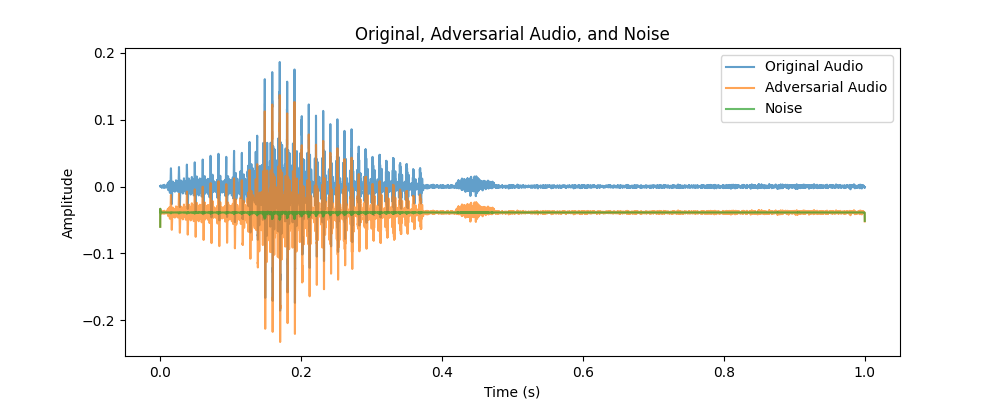 Original, Adversarial Audio, and Noise
Original Audio
Adversarial Audio
Noise
0.2
0.1
0.0
−0.1
−0.2
Amplitude
0.0
0.2
0.4
0.6
0.8
1.0
Time (s)